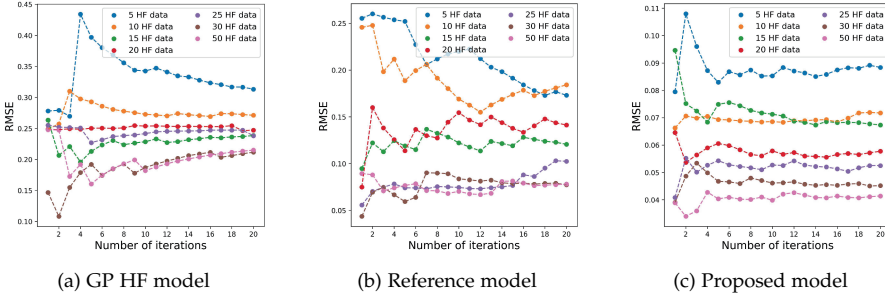 RMSE
0.45
0.40
0.35
0.30
0.25
0.20
0.15
0.10
5 HF data
10 HF data
15 HF data
20 HF data
25 HF data
30 HF data
50 HF data
2 4 6 8 10 12 14 16 18 20
Number of iterations
(a) GP HF model
RMSE
0.25
0.20
0.15
0.10
0.05
5 HF data
10 HF data
15 HF data
20 HF data
25 HF data
30 HF data
50 HF data
2 4 6 8 10 12 14 16 18 20
Number of iterations
(b) Reference model
RMSE
0.11
0.10
0.09
0.08
0.07
0.06
0.05
0.04
5 HF data
10 HF data
15 HF data
20 HF data
25 HF data
30 HF data
50 HF data
2 4 6 8 10 12 14 16 18 20
Number of iterations
(c) Proposed model